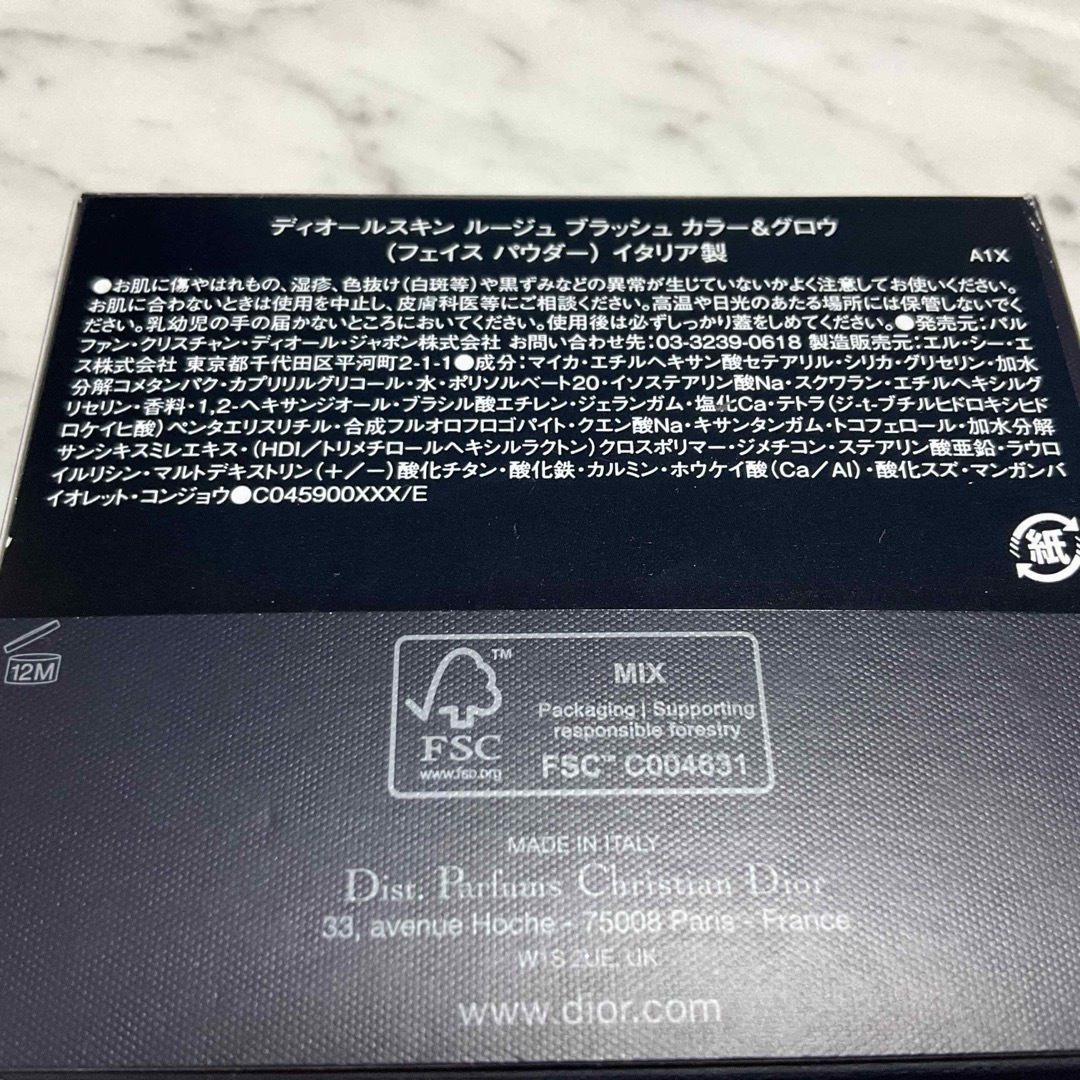 ディオールスキン ルージュ ブラッシュ カラー&グロウ
(フェイス パウダー) イタリア製
A1X
●お肌に傷やはれもの、湿疹、色抜け(白斑等)や黒ずみなどの異常が生じていないかよく注意してお使いください。
お肌に合わないときは使用を中止し、皮膚科医等にご相談ください。高温や日光のあたる場所には保管しないでく
ださい。乳幼児の手の届かないところにおいてください。使用後は必ずしっかり蓋をしめてください。●発売元:パル
ファン・クリスチャン・ディオール・ジャポン株式会社 お問い合わせ先:03-3239-0618 製造販売元:エル・シー・エ
ス株式会社 東京都千代田区平河町2-1-1●成分:マイカ・エチルヘキサン酸セテアリル・シリカ・グリセリン・加水
分解コメタンパク・カプリリルグリコール・水・ポリソルベート20・イソステアリン酸Na・スクワラン・エチルヘキシルグ
リセリン・香料・1,2-ヘキサンジオール・ブラシル酸エチレン・ジェランガム・塩化Ca・テトラ(ジ-t-ブチルヒドロキシヒド
ロケイヒ酸)ペンタエリスリチル・合成フルオロフロゴパイト・クエン酸Na・キサンタンガム・トコフェロール・加水分解
サンシキスミレエキス・(HDI/トリメチロールヘキシルラクトン)クロスポリマー・ジメチコン・ステアリン酸亜鉛・ラウロ
イルリシン・マルトデキストリン(+/−)酸化チタン・酸化鉄・カルミン・ホウケイ酸(Ca/Al)・酸化スズ・マンガンバ
イオレット・コンジョウ●C045900XXX/E
紙
12M
TM
FSC
www.fsc.org
MIX
Packaging | Supporting
responsible forestry
FSC™ C004631
MADE IN ITALY
Dist. Parfums Christian Dior
33, avenue Hoche - 75008 Paris - France
W1S 2UE, UK
www.dior.com